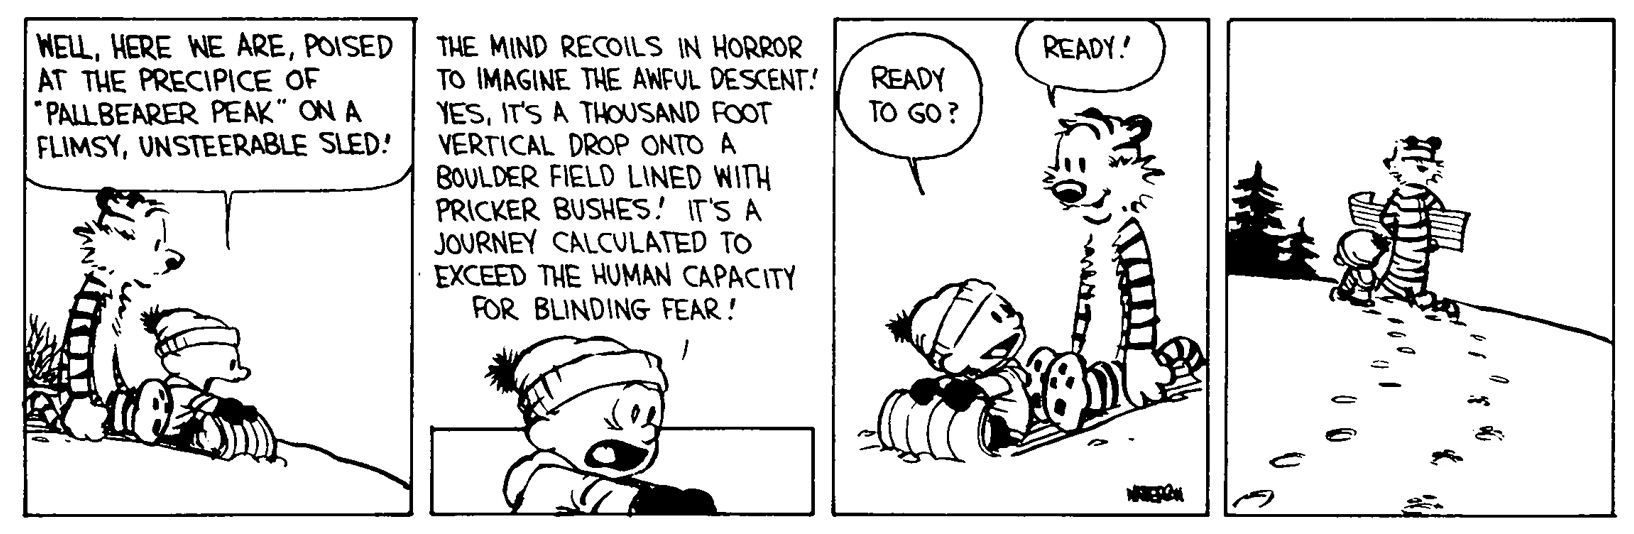 WELL, HERE WE ARE, POISED
AT THE PRECIPICE OF
"PALLBEARER PEAK" ON A
FLIMSY, UNSTEERABLE SLED!
THE MIND RECOILS IN HORROR
TO IMAGINE THE AWFUL DESCENT!
YES, IT'S A THOUSAND FOOT
VERTICAL DROP ONTO A
BOULDER FIELD LINED WITH
PRICKER BUSHES! IT'S A
JOURNEY CALCULATED TO
EXCEED THE HUMAN CAPACITY
FOR BLINDING FEAR!
READY
TO GO?
READY!
WATTERSON